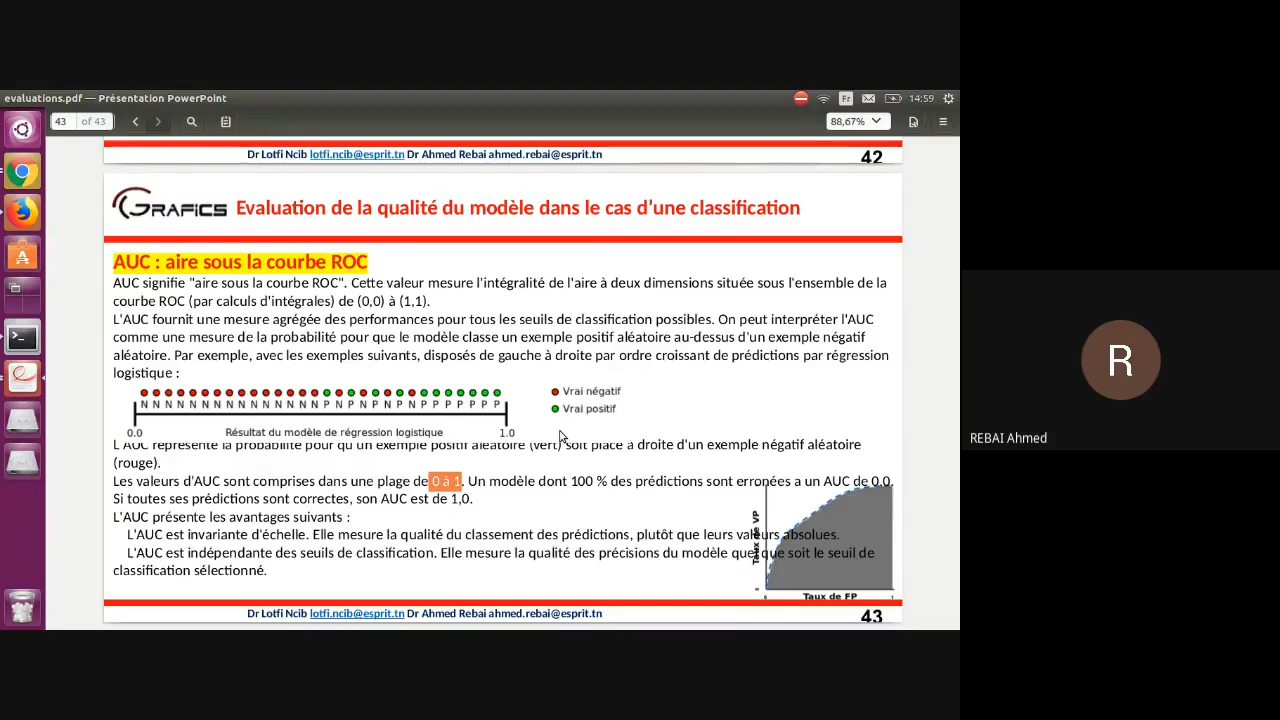 evaluations.pdf — Présentation PowerPoint
Fr
14:59
43 of 43
88,67%
Dr Lotfi Ncib lotfi.ncib@esprit.tn Dr Ahmed Rebai ahmed.rebai@esprit.tn
42
GRAFICS Evaluation de la qualité du modèle dans le cas d’une classification
AUC : aire sous la courbe ROC
AUC signifie "aire sous la courbe ROC". Cette valeur mesure l'intégralité de l'aire à deux dimensions située sous l'ensemble de la
courbe ROC (par calculs d'intégrales) de (0,0) à (1,1).
L'AUC fournit une mesure agrégée des performances pour tous les seuils de classification possibles. On peut interpréter l'AUC
comme une mesure de la probabilité pour que le modèle classe un exemple positif aléatoire au-dessus d'un exemple négatif
aléatoire. Par exemple, avec les exemples suivants, disposés de gauche à droite par ordre croissant de prédictions par régression
logistique :
N N N N N N N N N N N N N N N P N P N P N P N P P P P P P P
Vrai négatif
Vrai positif
0.0 Résultat du modèle de régression logistique 1.0
L'AUC représente la probabilité pour qu'un exemple positif aléatoire (vert) soit placé à droite d'un exemple négatif aléatoire
(rouge).
Les valeurs d'AUC sont comprises dans une plage de 0 à 1. Un modèle dont 100 % des prédictions sont erronées a un AUC de 0,0.
Si toutes ses prédictions sont correctes, son AUC est de 1,0.
L'AUC présente les avantages suivants :
L'AUC est invariante d'échelle. Elle mesure la qualité du classement des prédictions, plutôt que leurs valeurs absolues.
L'AUC est indépendante des seuils de classification. Elle mesure la qualité des précisions du modèle quel que soit le seuil de
classification sélectionné.
Taux de VP
Taux de FP
0
0
1
Dr Lotfi Ncib lotfi.ncib@esprit.tn Dr Ahmed Rebai ahmed.rebai@esprit.tn
43
R
REBAI Ahmed